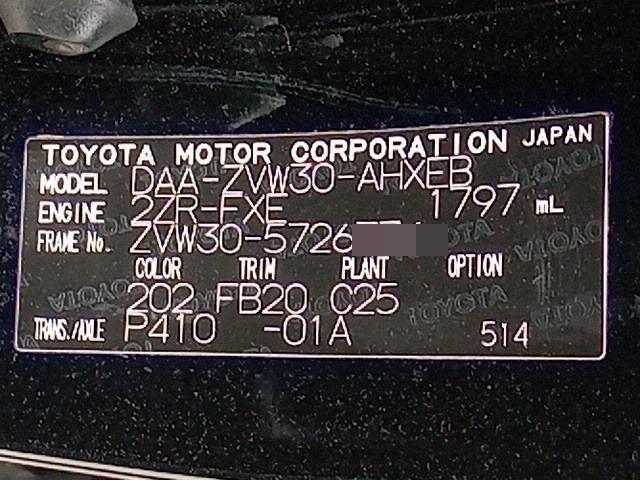 TOYOTA MOTOR CORPORATION JAPAN
MODEL DAA-ZVW30-AHXEB
ENGINE 2ZR-FXE 1797 mL
FRAME No. ZVW30-5726
COLOR TRIM PLANT OPTION
202 FB20 C25
TRANS./AXLE P410 -01A 514